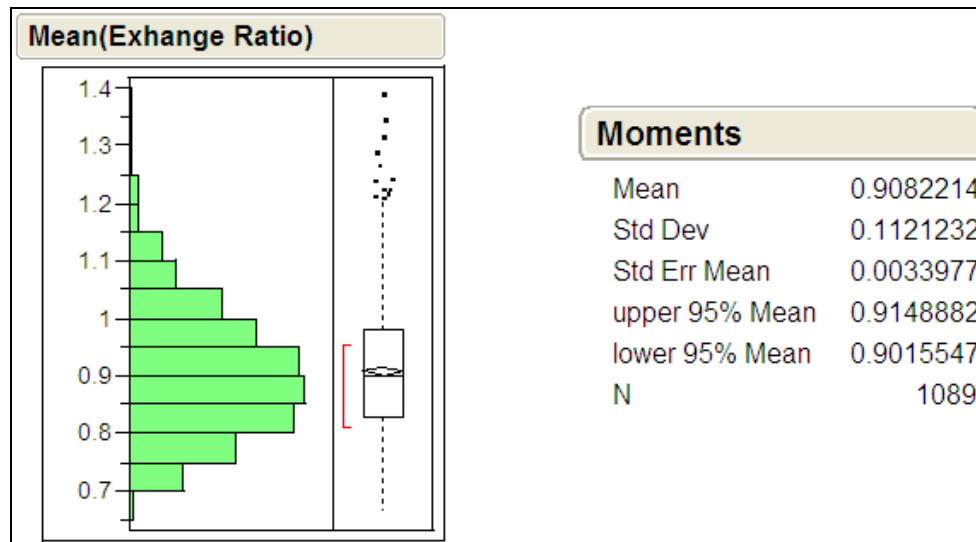 Mean(Exhange Ratio)
1.4
1.3
1.2
1.1
1
0.9
0.8
0.7
Moments
Mean 0.9082214
Std Dev 0.1121232
Std Err Mean 0.0033977
upper 95% Mean 0.9148882
lower 95% Mean 0.9015547
N 1089